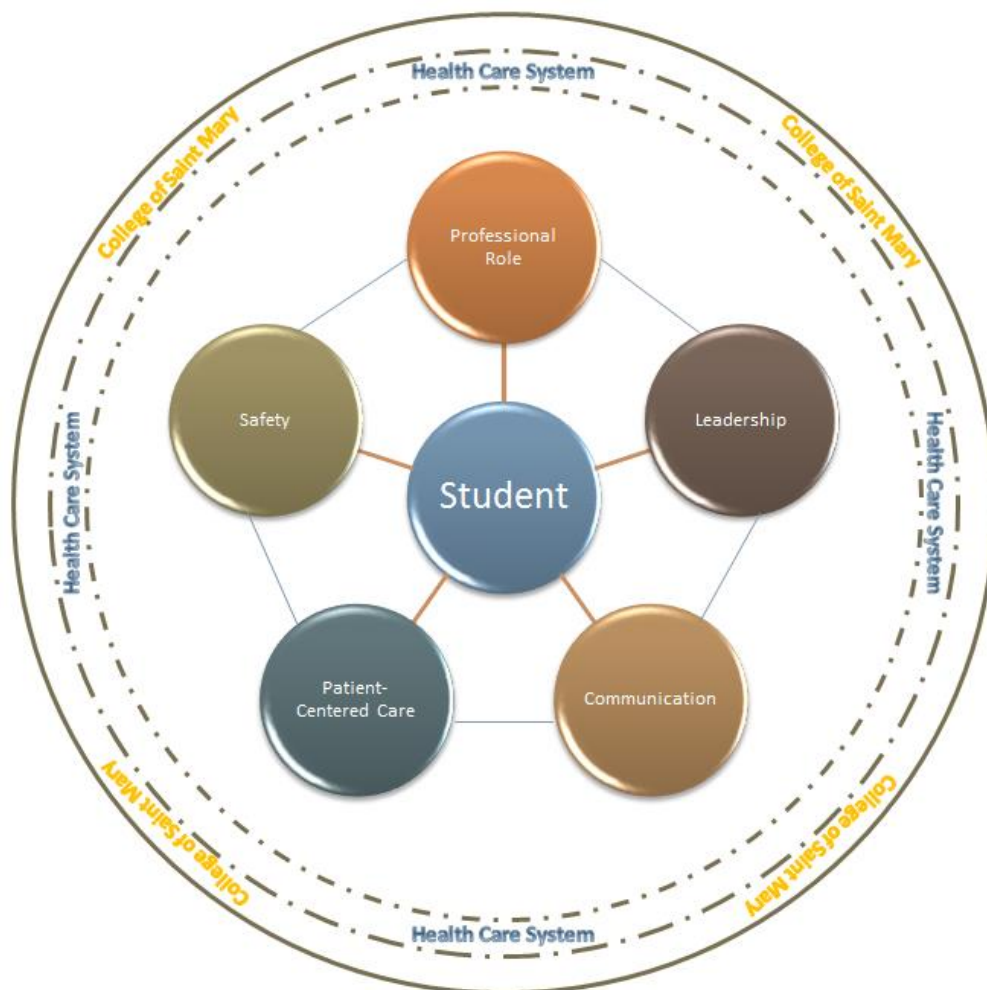 Health Care System
College of Saint Mary
College of Saint Mary
Professional
Role
Safety
Leadership
Health Care System
Student
Health Care System
Patient-
Centered Care
Communication
College of Saint Mary
College of Saint Mary
Health Care System